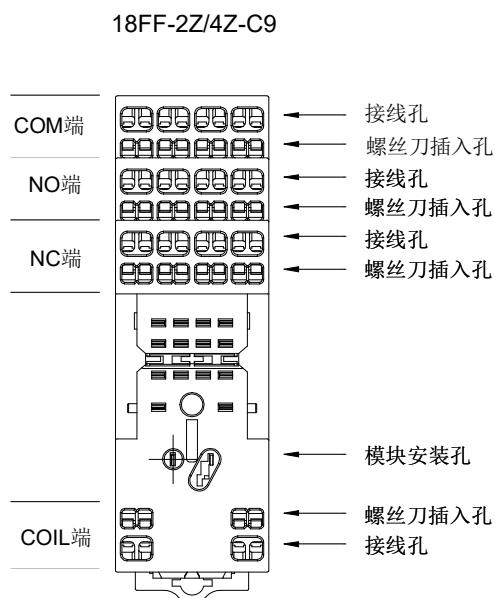 18FF-2Z/4Z-C9
COM端
接线孔
螺丝刀插入孔
NO端
接线孔
螺丝刀插入孔
NC端
接线孔
螺丝刀插入孔
模块安装孔
COIL端
螺丝刀插入孔
接线孔